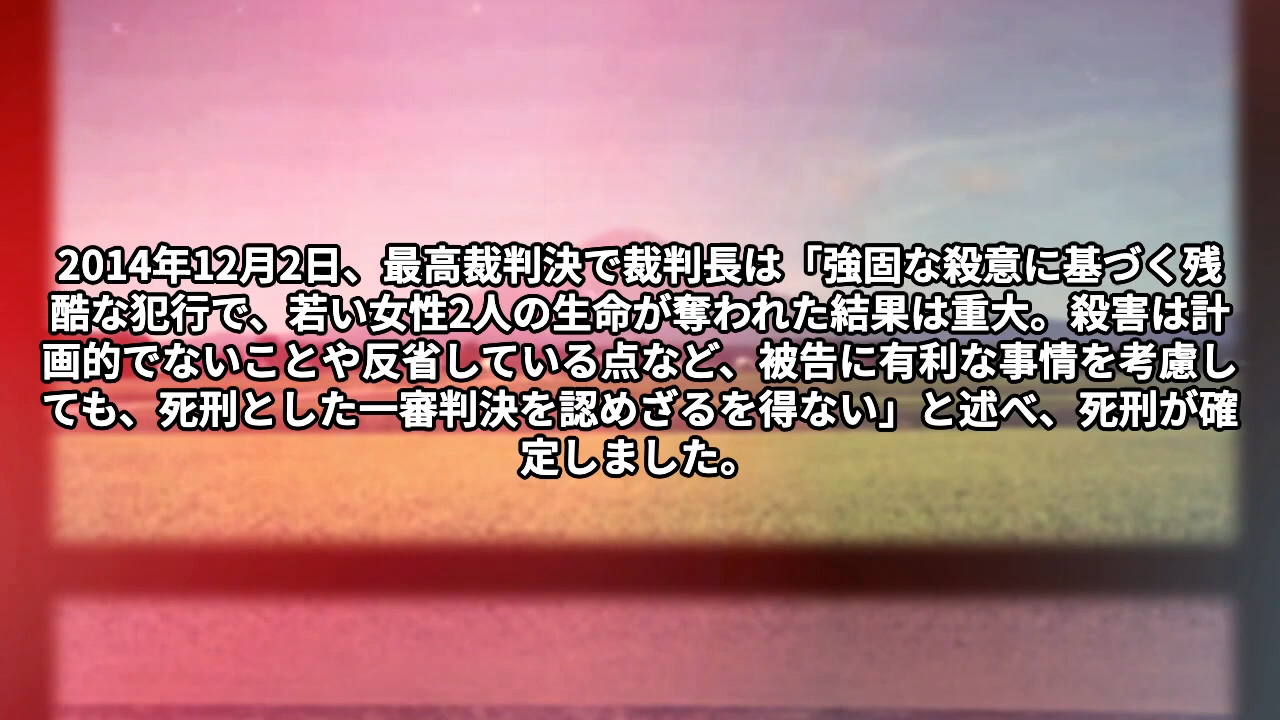 2014年12月2日、最高裁判決で裁判長は「強固な殺意に基づく残
酷な犯行で、若い女性2人の生命が奪われた結果は重大。殺害は計
画的でないことや反省している点など、被告に有利な事情を考慮し
ても、死刑とした一審判決を認めざるを得ない」と述べ、死刑が確
定しました。